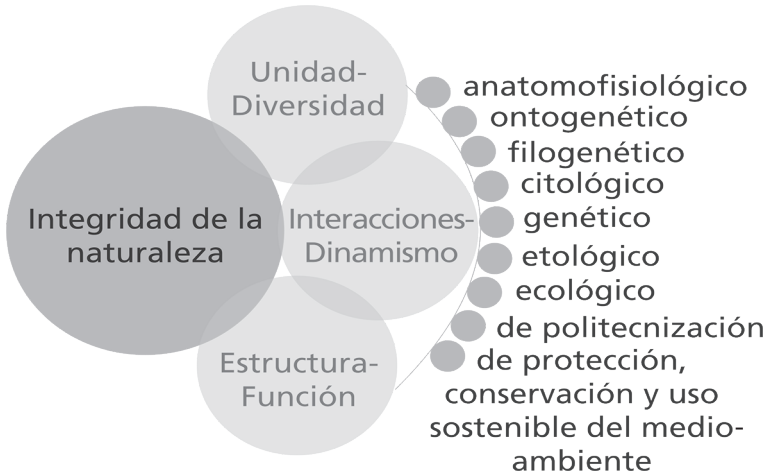 Integridad de la
naturaleza
Unidad-
Diversidad
Interacciones-
Dinamismo
Estructura-
Función
anatomofisiológico
ontogenético
filogenético
citológico
genético
etológico
ecológico
de politecnización
de protección,
conservación y uso
sostenible del medio-
ambiente